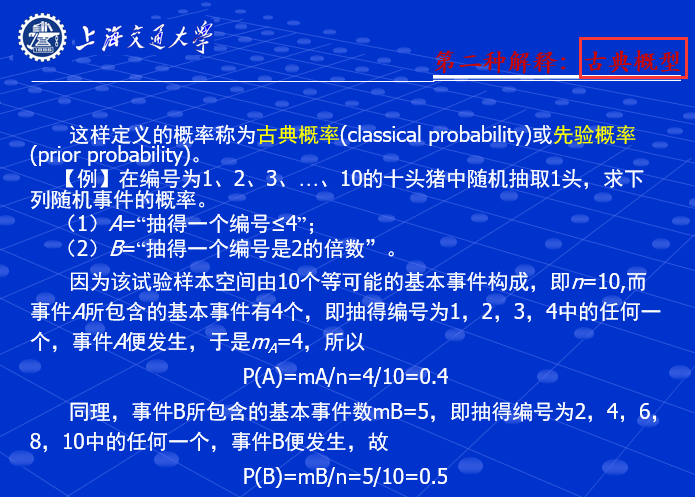 上海交通大学
第二种解释：古典概型
这样定义的概率称为古典概率(classical probability)或先验概率
(prior probability)。
【例】在编号为1、2、3、…、10的十头猪中随机抽取1头，求下
列随机事件的概率。
（1）A=“抽得一个编号≤4”；
（2）B=“抽得一个编号是2的倍数”。
因为该试验样本空间由10个等可能的基本事件构成，即n=10,而
事件A所包含的基本事件有4个，即抽得编号为1，2，3，4中的任何一
个，事件A便发生，于是mA=4，所以
P(A)=mA/n=4/10=0.4
同理，事件B所包含的基本事件数mB=5，即抽得编号为2，4，6，
8，10中的任何一个，事件B便发生，故
P(B)=mB/n=5/10=0.5